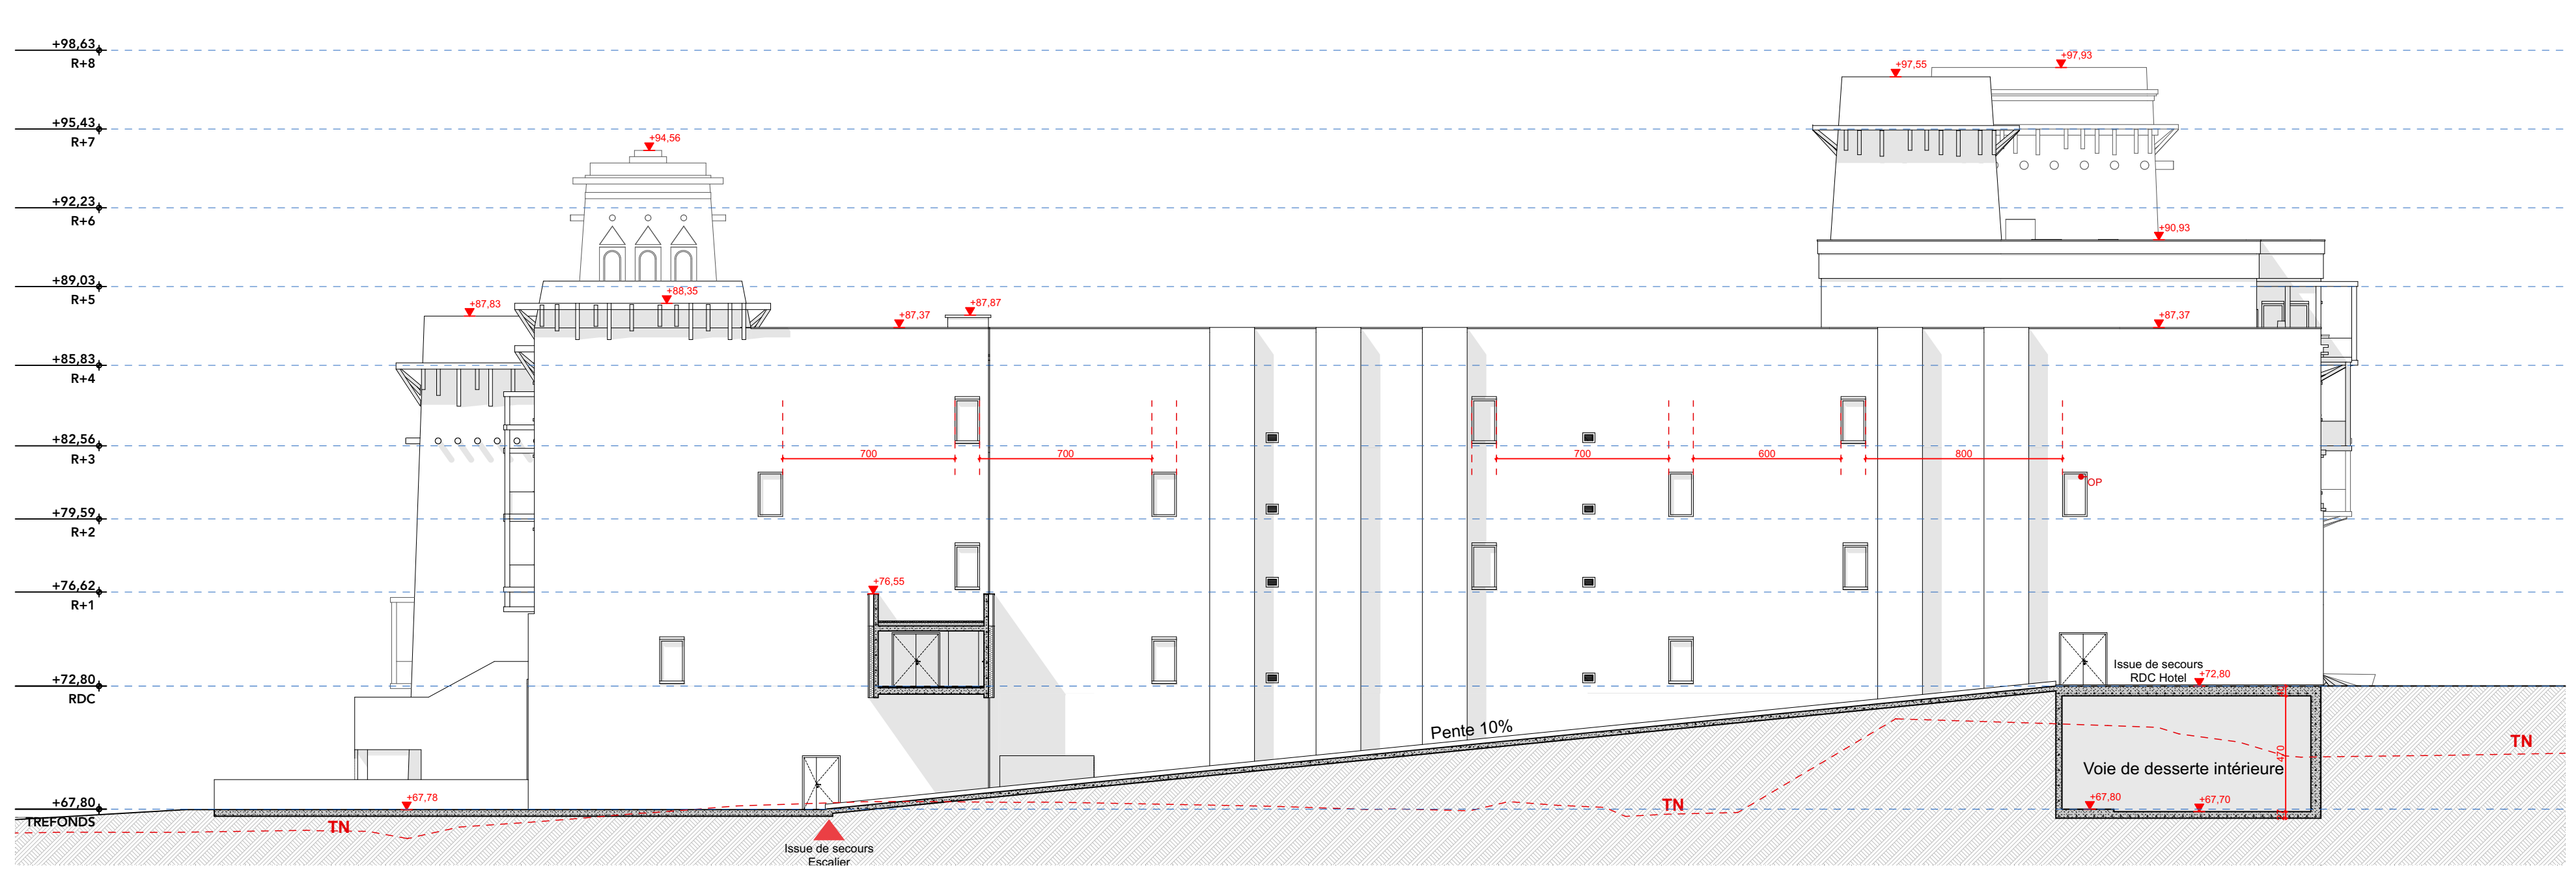 +98,63
R+8
+97,93
+97,55
+95,43
R+7
+94,56
+92,23
R+6
+90,93
+89,03
R+5
+88,35
+87,83
+87,87
+87,37
+87,37
+85,83
R+4
+82,56
R+3
700
700
700
600
800
OP
+79,59
R+2
+76,62
R+1
+76,55
+72,80
RDC
Issue de secours
RDC Hotel
+72,80
Pente 10%
470
TN
Voie de desserte intérieure
+67,80
TREFONDS
+67,78
+67,80
+67,70
TN
TN
Issue de secours
Escalier